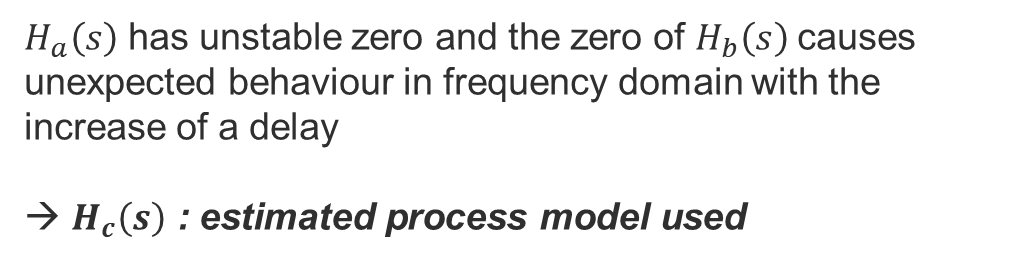 Hₐ(s) has unstable zero and the zero of H_b(s) causes
unexpected behaviour in frequency domain with the
increase of a delay
→ H_c(s) : estimated process model used